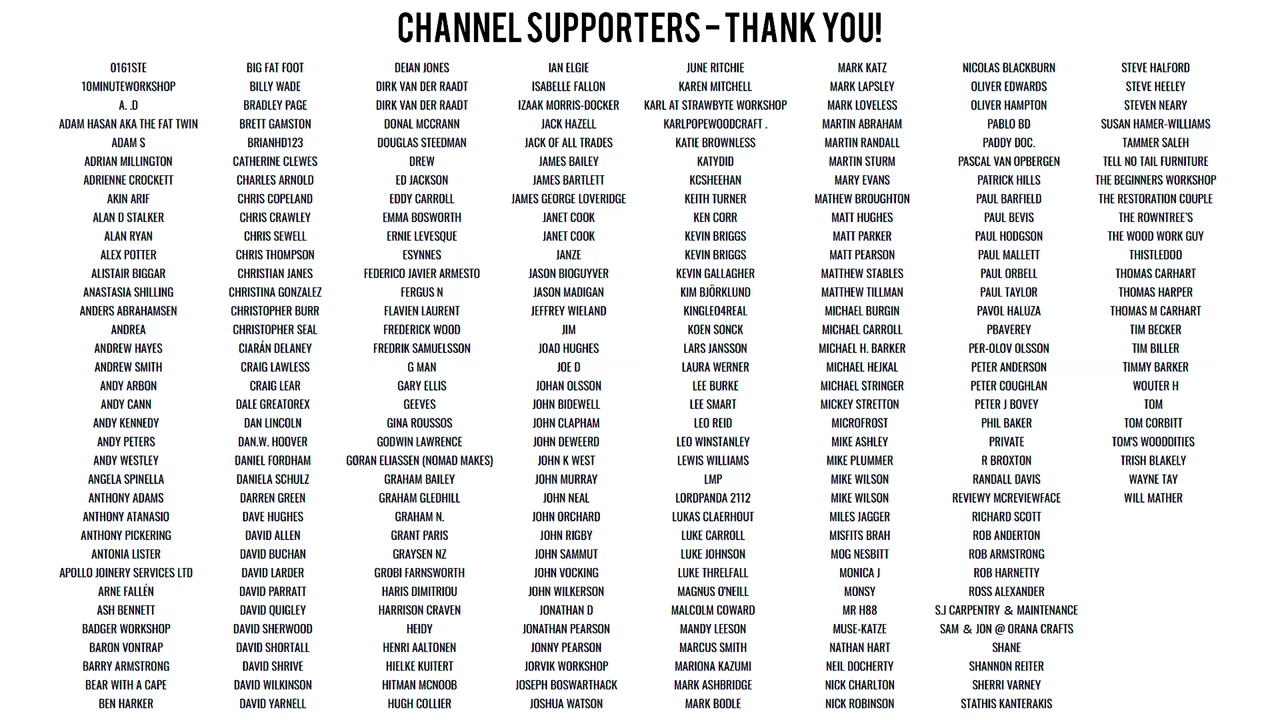 CHANNEL SUPPORTERS – THANK YOU!
0161STE
10MINUTEWORKSHOP
A. .D
ADAM HASAN AKA THE FAT TWIN
ADAM S
ADRIAN MILLINGTON
ADRIENNE CROCKETT
AKIN ARIF
ALAN D STALKER
ALAN RYAN
ALEX POTTER
ALISTAIR BIGGAR
ANASTASIA SHILLING
ANDERS ABRAHAMSEN
ANDREA
ANDREW HAYES
ANDREW SMITH
ANDY ARBON
ANDY CANN
ANDY KENNEDY
ANDY PETERS
ANDY WESTLEY
ANGELA SPINELLA
ANTHONY ADAMS
ANTHONY ATANASIO
ANTHONY PICKERING
ANTONIA LISTER
APOLLO JOINERY SERVICES LTD
ARNE FALLÉN
ASH BENNETT
BADGER WORKSHOP
BARON VONTRAP
BARRY ARMSTRONG
BEAR WITH A CAPE
BEN HARKER
BIG FAT FOOT
BILLY WADE
BRADLEY PAGE
BRETT GAMSTON
BRIANHD123
CATHERINE CLEWES
CHARLES ARNOLD
CHRIS COPELAND
CHRIS CRAWLEY
CHRIS SEWELL
CHRIS THOMPSON
CHRISTIAN JANES
CHRISTINA GONZALEZ
CHRISTOPHER BURR
CHRISTOPHER SEAL
CIARÁN DELANEY
CRAIG LAWLESS
CRAIG LEAR
DALE GREATOREX
DAN LINCOLN
DAN.W. HOOVER
DANIEL FORDHAM
DANIELA SCHULZ
DARREN GREEN
DAVE HUGHES
DAVID ALLEN
DAVID BUCHAN
DAVID LARDER
DAVID PARRATT
DAVID QUIGLEY
DAVID SHERWOOD
DAVID SHORTALL
DAVID SHRIVE
DAVID WILKINSON
DAVID YARNELL
DEIAN JONES
DIRK VAN DER RAADT
DIRK VAN DER RAADT
DONAL MCCRANN
DOUGLAS STEEDMAN
DREW
ED JACKSON
EDDY CARROLL
EMMA BOSWORTH
ERNIE LEVESQUE
ESYNNES
FEDERICO JAVIER ARMESTO
FERGUS N
FLAVIEN LAURENT
FREDERICK WOOD
FREDRIK SAMUELSSON
G MAN
GARY ELLIS
GEEVES
GINA ROUSSOS
GODWIN LAWRENCE
GØRAN ELIASSEN (NOMAD MAKES)
GRAHAM BAILEY
GRAHAM GLEDHILL
GRAHAM N.
GRANT PARIS
GRAYSEN NZ
GROBI FARNSWORTH
HARIS DIMITRIOU
HARRISON CRAVEN
HEIDY
HENRI AALTONEN
HIELKE KUITERT
HITMAN MCNOOB
HUGH COLLIER
IAN ELGIE
ISABELLE FALLON
IZAAK MORRIS-DOCKER
JACK HAZELL
JACK OF ALL TRADES
JAMES BAILEY
JAMES BARTLETT
JAMES GEORGE LOVERIDGE
JANET COOK
JANET COOK
JANZE
JASON BIOGUYVER
JASON MADIGAN
JEFFREY WIELAND
JIM
JOAD HUGHES
JOE D
JOHAN OLSSON
JOHN BIDEWELL
JOHN CLAPHAM
JOHN DEWEERD
JOHN K WEST
JOHN MURRAY
JOHN NEAL
JOHN ORCHARD
JOHN RIGBY
JOHN SAMMUT
JOHN VOCKING
JOHN WILKERSON
JONATHAN D
JONATHAN PEARSON
JONNY PEARSON
JORVIK WORKSHOP
JOSEPH BOSWARTHACK
JOSHUA WATSON
JUNE RITCHIE
KAREN MITCHELL
KARL AT STRAWBYTE WORKSHOP
KARLPOPEWOODCRAFT .
KATIE BROWNLESS
KATYDID
KCSHEEHAN
KEITH TURNER
KEN CORR
KEVIN BRIGGS
KEVIN BRIGGS
KEVIN GALLAGHER
KIM BJÖRKLUND
KINGLEO4REAL
KOEN SONCK
LARS JANSSON
LAURA WERNER
LEE BURKE
LEE SMART
LEO REID
LEO WINSTANLEY
LEWIS WILLIAMS
LMP
LORDPANDA 2112
LUKAS CLAERHOUT
LUKE CARROLL
LUKE JOHNSON
LUKE THRELFALL
MAGNUS O'NEILL
MALCOLM COWARD
MANDY LEESON
MARCUS SMITH
MARIONA KAZUMI
MARK ASHBRIDGE
MARK BODLE
MARK KATZ
MARK LAPSLEY
MARK LOVELESS
MARTIN ABRAHAM
MARTIN RANDALL
MARTIN STURM
MARY EVANS
MATHEW BROUGHTON
MATT HUGHES
MATT PARKER
MATT PEARSON
MATTHEW STABLES
MATTHEW TILLMAN
MICHAEL BURGIN
MICHAEL CARROLL
MICHAEL H. BARKER
MICHAEL HEJKAL
MICHAEL STRINGER
MICKEY STRETTON
MICROFROST
MIKE ASHLEY
MIKE PLUMMER
MIKE WILSON
MIKE WILSON
MILES JAGGER
MISFITS BRAH
MOG NESBITT
MONICA J
MONSY
MR H88
MUSE-KATZE
NATHAN HART
NEIL DOCHERTY
NICK CHARLTON
NICK ROBINSON
NICOLAS BLACKBURN
OLIVER EDWARDS
OLIVER HAMPTON
PABLO BD
PADDY DOC.
PASCAL VAN OPBERGEN
PATRICK HILLS
PAUL BARFIELD
PAUL BEVIS
PAUL HODGSON
PAUL MALLETT
PAUL ORBELL
PAUL TAYLOR
PAVOL HALUZA
PBAVEREY
PER-OLOV OLSSON
PETER ANDERSON
PETER COUGHLAN
PETER J BOVEY
PHIL BAKER
PRIVATE
R BROXTON
RANDALL DAVIS
REVIEWY MCREVIEWFACE
RICHARD SCOTT
ROB ANDERTON
ROB ARMSTRONG
ROB HARNETTY
ROSS ALEXANDER
S.J CARPENTRY & MAINTENANCE
SAM & JON @ ORANA CRAFTS
SHANE
SHANNON REITER
SHERRI VARNEY
STATHIS KANTERAKIS
STEVE HALFORD
STEVE HEELEY
STEVEN NEARY
SUSAN HAMER-WILLIAMS
TAMMER SALEH
TELL NO TAIL FURNITURE
THE BEGINNERS WORKSHOP
THE RESTORATION COUPLE
THE ROWNTREE'S
THE WOOD WORK GUY
THISTLEDOO
THOMAS CARHART
THOMAS HARPER
THOMAS M CARHART
TIM BECKER
TIM BILLER
TIMMY BARKER
WOUTER H
TOM
TOM CORBITT
TOM'S WOODDITIES
TRISH BLAKELY
WAYNE TAY
WILL MATHER